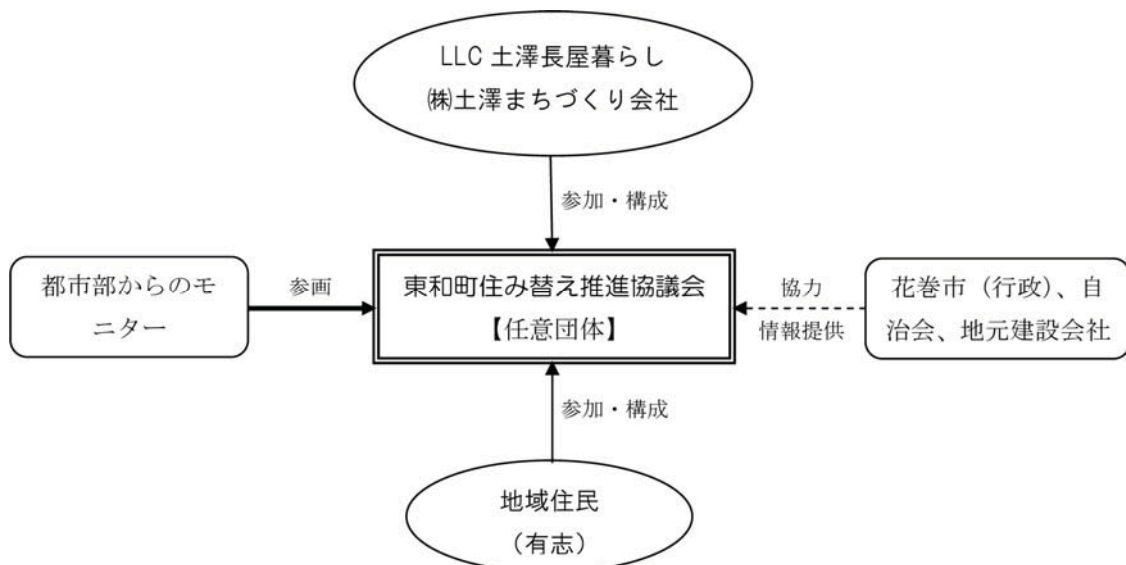 LLC 土澤長屋暮らし
㈱土澤まちづくり会社
参加・構成
都市部からのモ
ニター
参画
東和町住み替え推進協議会
【任意団体】
協力
情報提供
花巻市（行政）、自
治会、地元建設会社
参加・構成
地域住民
（有志）